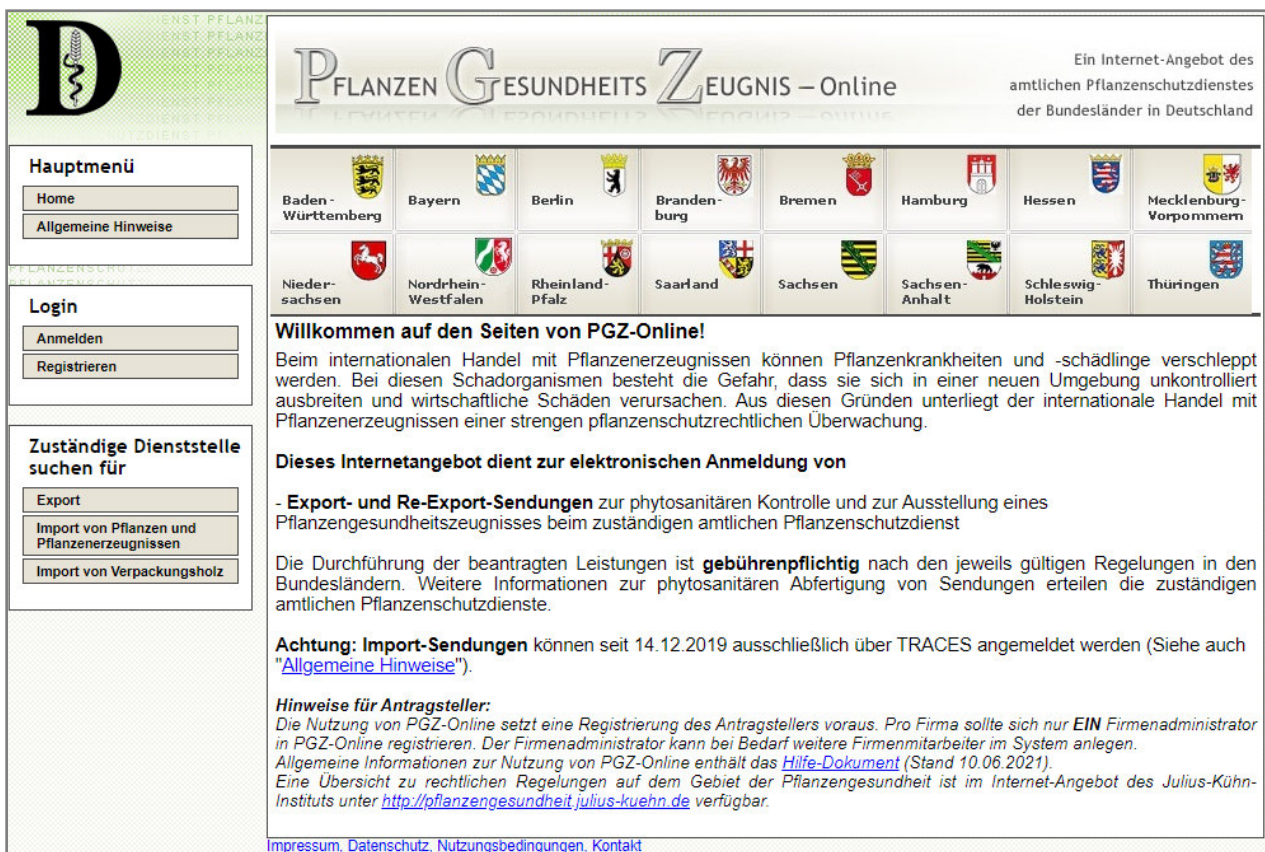 D
PFLANZEN GESUNDHEITS ZEUGNIS – Online
Ein Internet-Angebot des
amtlichen Pflanzenschutzdienstes
der Bundesländer in Deutschland
Hauptmenü
Home
Allgemeine Hinweise
Login
Anmelden
Registrieren
Zuständige Dienststelle
suchen für
Export
Import von Pflanzen und
Pflanzenerzeugnissen
Import von Verpackungsholz
Baden-
Württemberg
Bayern
Berlin
Branden-
burg
Bremen
Hamburg
Hessen
Mecklenburg-
Vorpommern
Nieder-
sachsen
Nordrhein-
Westfalen
Rheinland-
Pfalz
Saarland
Sachsen
Sachsen-
Anhalt
Schleswig-
Holstein
Thüringen
Willkommen auf den Seiten von PGZ-Online!
Beim internationalen Handel mit Pflanzenerzeugnissen können Pflanzenkrankheiten und -schädlinge verschleppt
werden. Bei diesen Schadorganismen besteht die Gefahr, dass sie sich in einer neuen Umgebung unkontrolliert
ausbreiten und wirtschaftliche Schäden verursachen. Aus diesen Gründen unterliegt der internationale Handel mit
Pflanzenerzeugnissen einer strengen pflanzenschutzrechtlichen Überwachung.
Dieses Internetangebot dient zur elektronischen Anmeldung von
- Export- und Re-Export-Sendungen zur phytosanitären Kontrolle und zur Ausstellung eines
Pflanzengesundheitszeugnisses beim zuständigen amtlichen Pflanzenschutzdienst
Die Durchführung der beantragten Leistungen ist gebührenpflichtig nach den jeweils gültigen Regelungen in den
Bundesländern. Weitere Informationen zur phytosanitären Abfertigung von Sendungen erteilen die zuständigen
amtlichen Pflanzenschutzdienste.
Achtung: Import-Sendungen können seit 14.12.2019 ausschließlich über TRACES angemeldet werden (Siehe auch
"Allgemeine Hinweise").
Hinweise für Antragsteller:
Die Nutzung von PGZ-Online setzt eine Registrierung des Antragstellers voraus. Pro Firma sollte sich nur EIN Firmenadministrator
in PGZ-Online registrieren. Der Firmenadministrator kann bei Bedarf weitere Firmenmitarbeiter im System anlegen.
Allgemeine Informationen zur Nutzung von PGZ-Online enthält das Hilfe-Dokument (Stand 10.06.2021).
Eine Übersicht zu rechtlichen Regelungen auf dem Gebiet der Pflanzengesundheit ist im Internet-Angebot des Julius-Kühn-
Instituts unter http://pflanzengesundheit.julius-kuehn.de verfügbar.
Impressum, Datenschutz, Nutzungsbedingungen, Kontakt